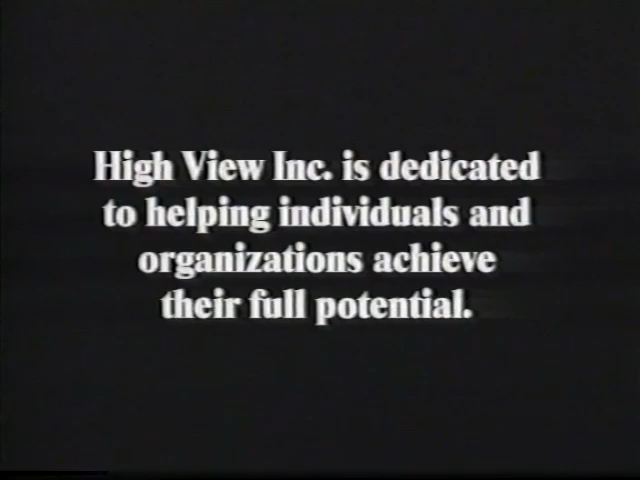 High View Inc. is dedicated
to helping individuals and
organizations achieve
their full potential.